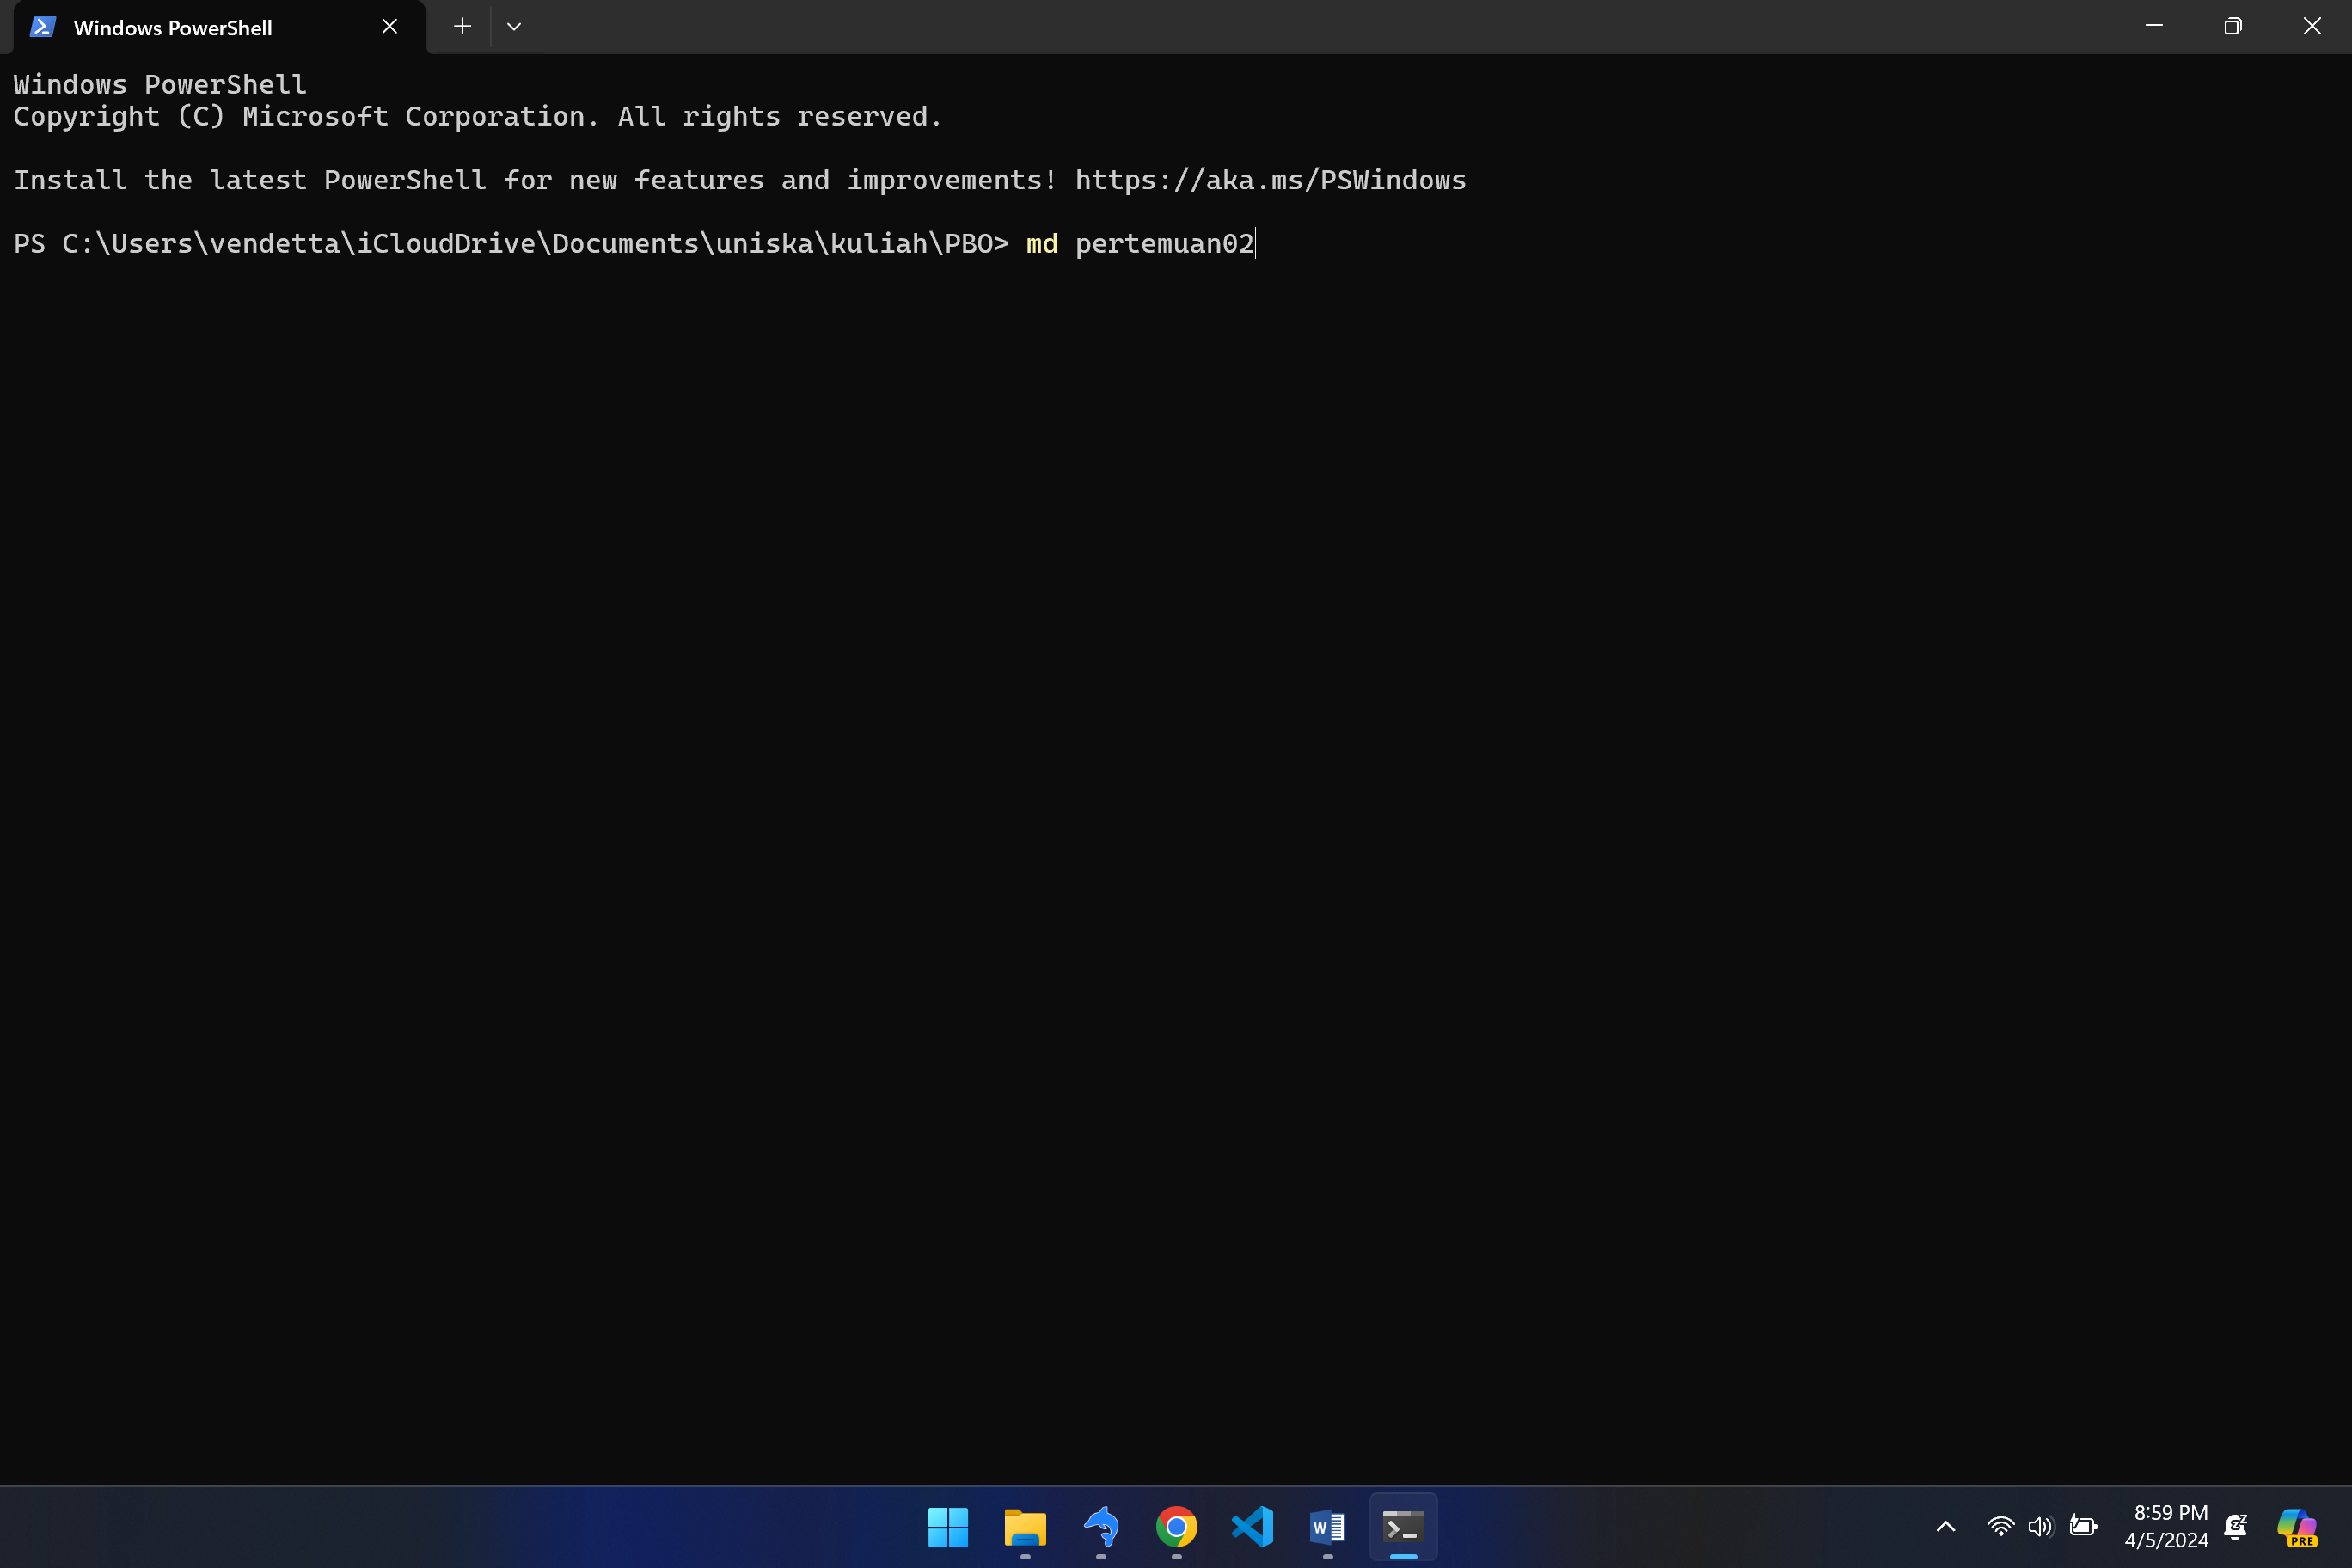 Windows PowerShell
Windows PowerShell
Copyright (C) Microsoft Corporation. All rights reserved.
Install the latest PowerShell for new features and improvements! https://aka.ms/PSWindows
PS C:\Users\vendetta\iCloudDrive\Documents\uniska\kuliah\PBO> md pertemuan02
W
8:59 PM
4/5/2024
PRE